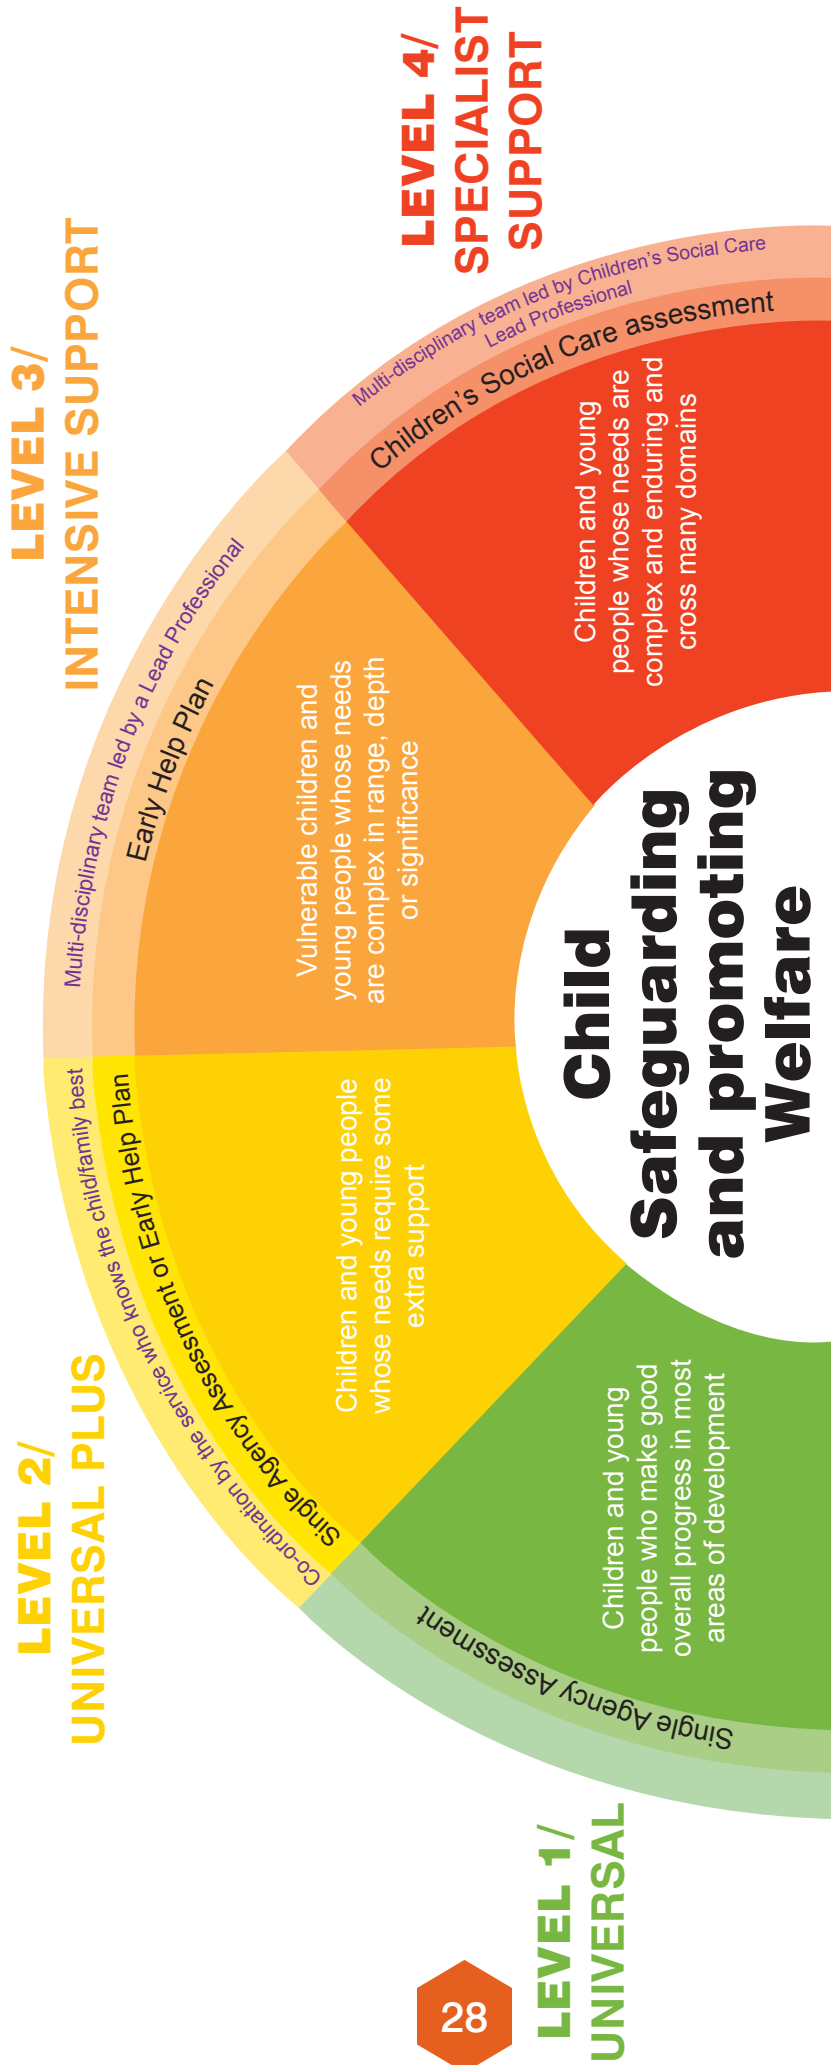 LEVEL 1/
UNIVERSAL
Single Agency Assessment
Children and young
people who make good
overall progress in most
areas of development
LEVEL 2/
UNIVERSAL PLUS
Co-ordination by the service who knows the child/family best
Single Agency Assessment or Early Help Plan
Children and young people
whose needs require some
extra support
LEVEL 3/
INTENSIVE SUPPORT
Multi-disciplinary team led by a Lead Professional
Early Help Plan
Vulnerable children and
young people whose needs
are complex in range, depth
or significance
LEVEL 4/
SPECIALIST
SUPPORT
Multi-disciplinary team led by Children's Social Care
Lead Professional
Children's Social Care assessment
Children and young
people whose needs are
complex and enduring and
cross many domains
Child
Safeguarding
and promoting
Welfare
28